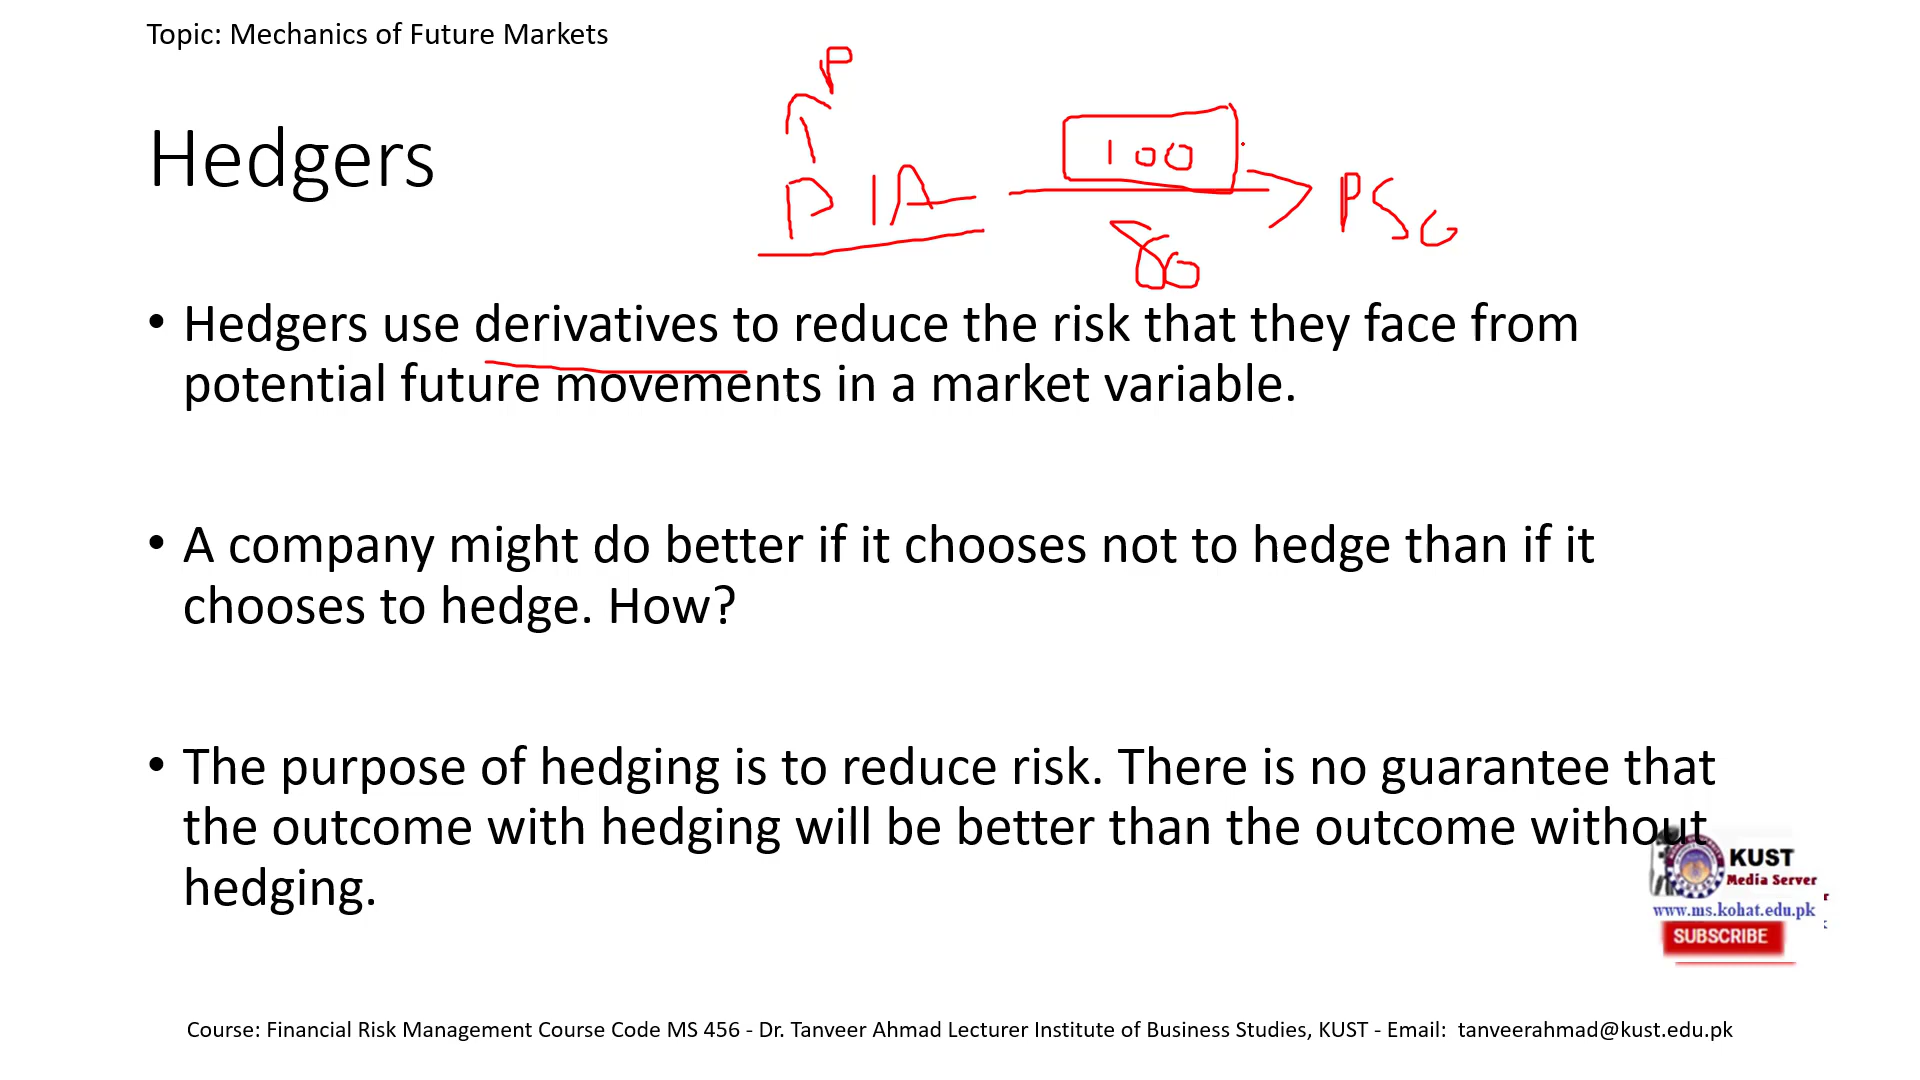 Topic: Mechanics of Future Markets
P
Hedgers
PIA
100
PSO
80
• Hedgers use derivatives to reduce the risk that they face from
potential future movements in a market variable.
• A company might do better if it chooses not to hedge than if it
chooses to hedge. How?
• The purpose of hedging is to reduce risk. There is no guarantee that
the outcome with hedging will be better than the outcome without
hedging.
KUST
Media Server
www.ms.kohat.edu.pk
SUBSCRIBE
Course: Financial Risk Management Course Code MS 456 - Dr. Tanveer Ahmad Lecturer Institute of Business Studies, KUST - Email: tanveerahmad@kust.edu.pk